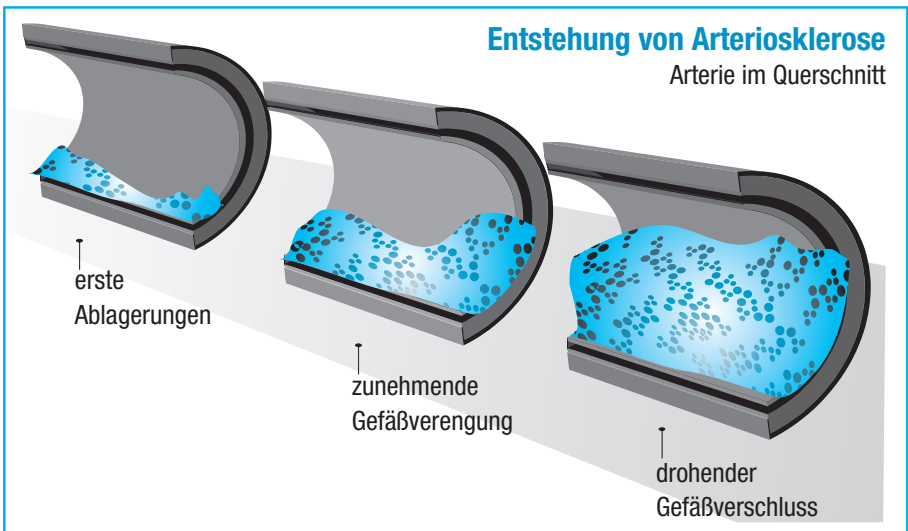 Entstehung von Arteriosklerose
Arterie im Querschnitt
erste
Ablagerungen
zunehmende
Gefäßverengung
drohender
Gefäßverschluss